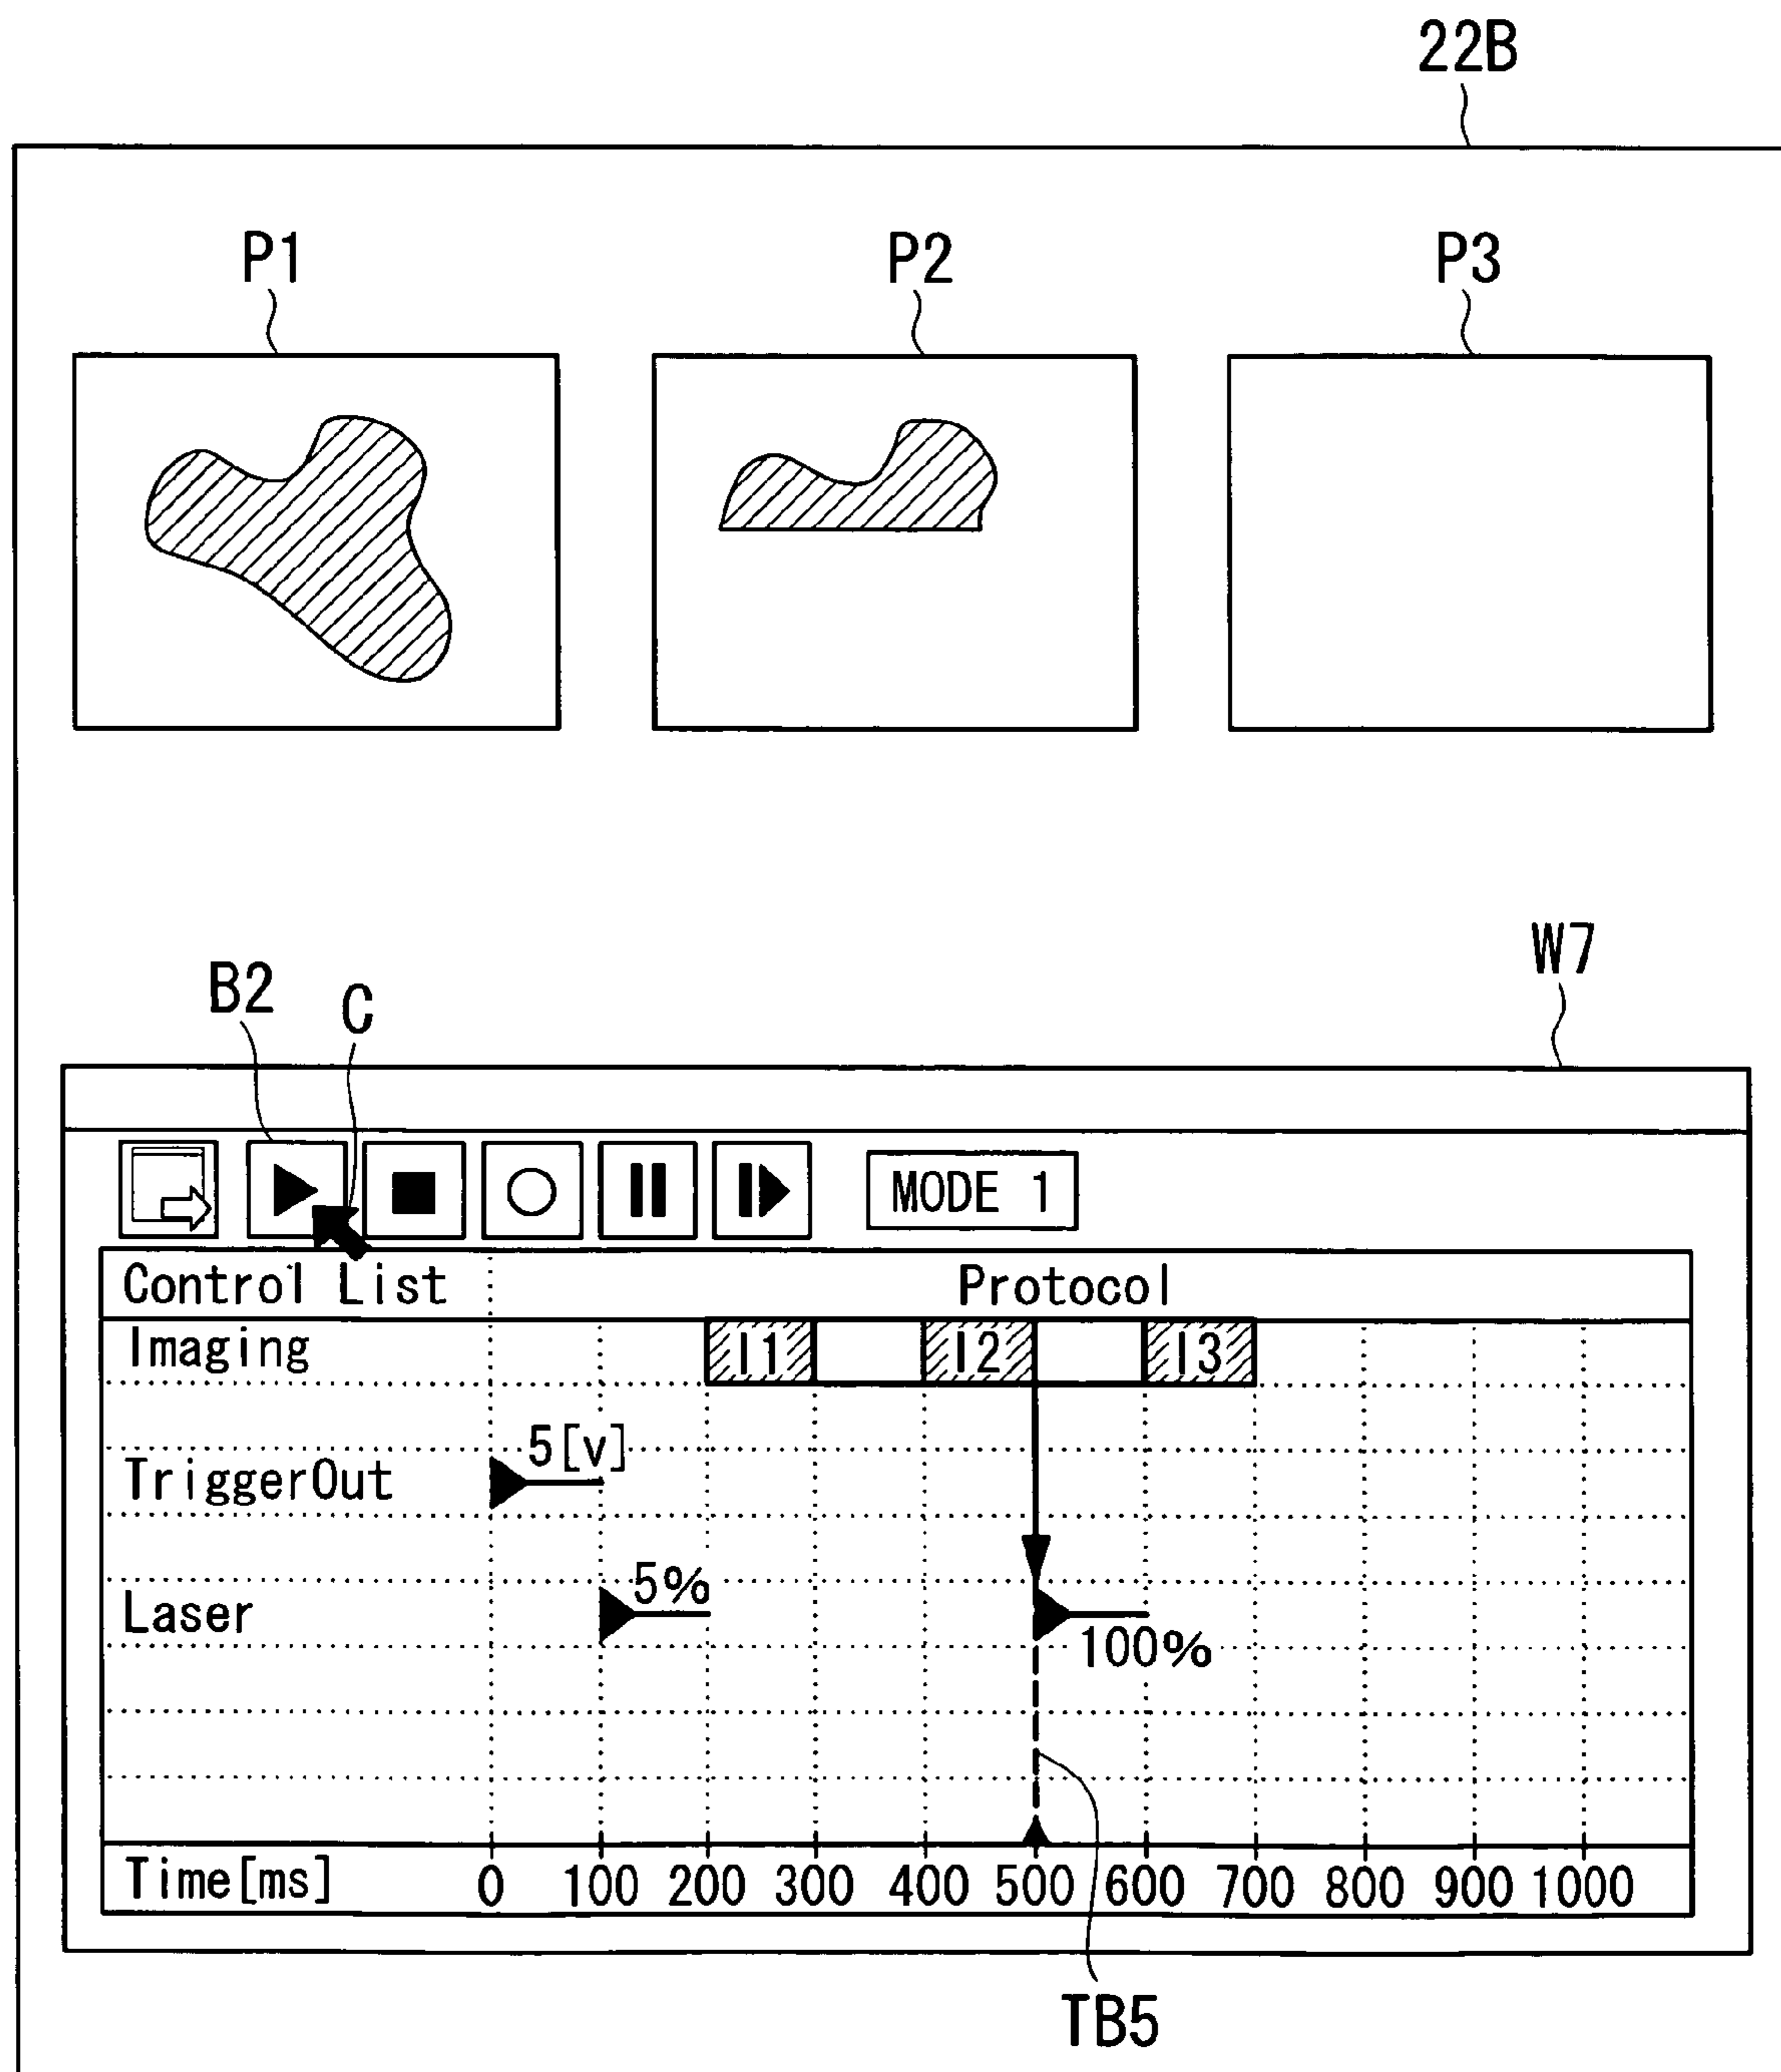 22B
P1 P2 P3
W7
B2 C
MODE 1
Control List Protocol
Imaging I1 I2 I3
TriggerOut 5[v]
Laser 5% 100%
Time[ms] 0 100 200 300 400 500 600 700 800 900 1000
TB5